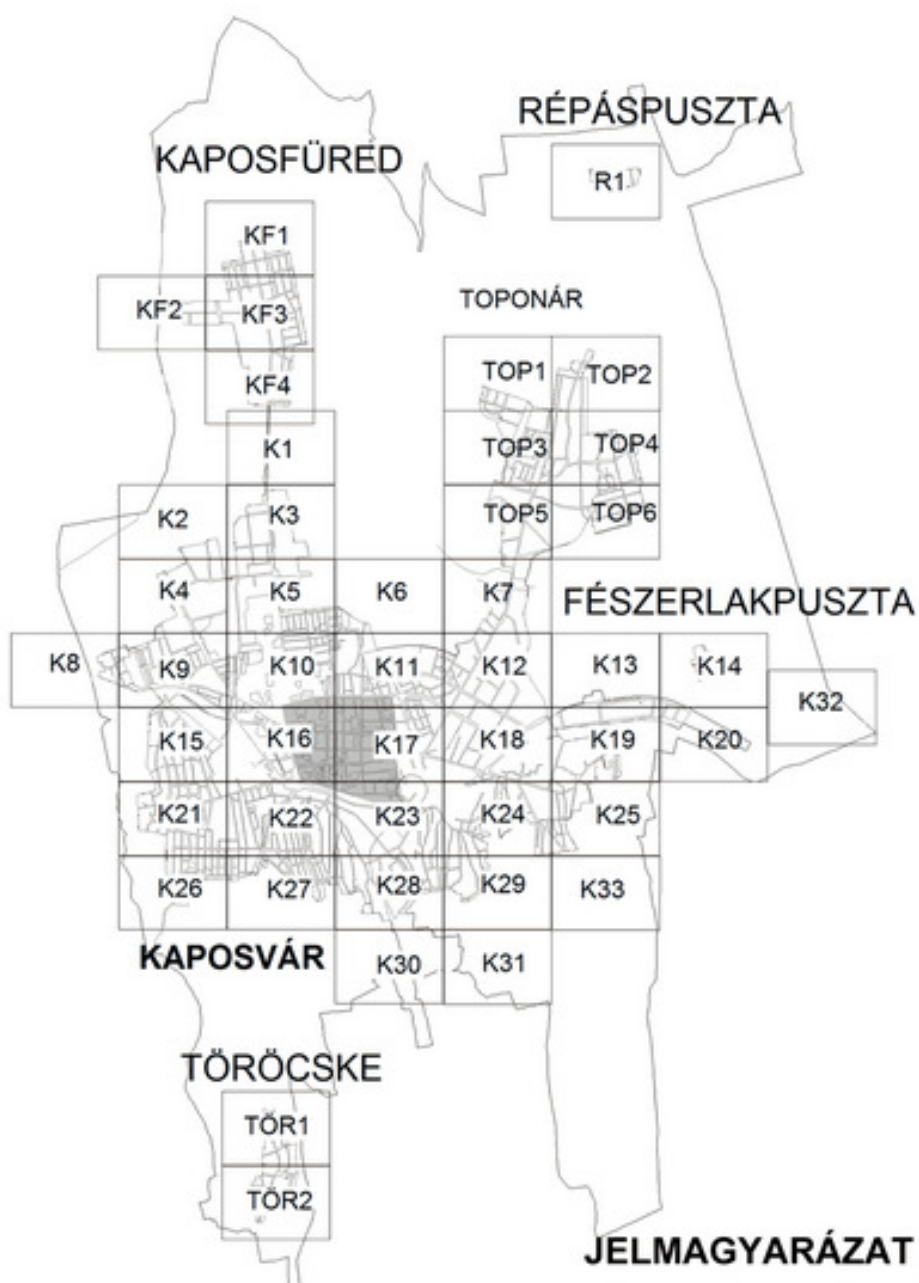 RÉPÁSPUSZTA
KAPOSFÜRED
R1
KF1
KF2
KF3
TOPONÁR
KF4
TOP1
TOP2
K1
TOP3
TOP4
K2
K3
TOP5
TOP6
K4
K5
K6
K7
FÉSZERLAKPUSZTA
K8
K9
K10
K11
K12
K13
K14
K32
K15
K16
K17
K18
K19
K20
K21
K22
K23
K24
K25
K26
K27
K28
K29
K33
KAPOSVÁR
K30
K31
TÖRÖCSKE
TÖR1
TÖR2
JELMAGYARÁZAT